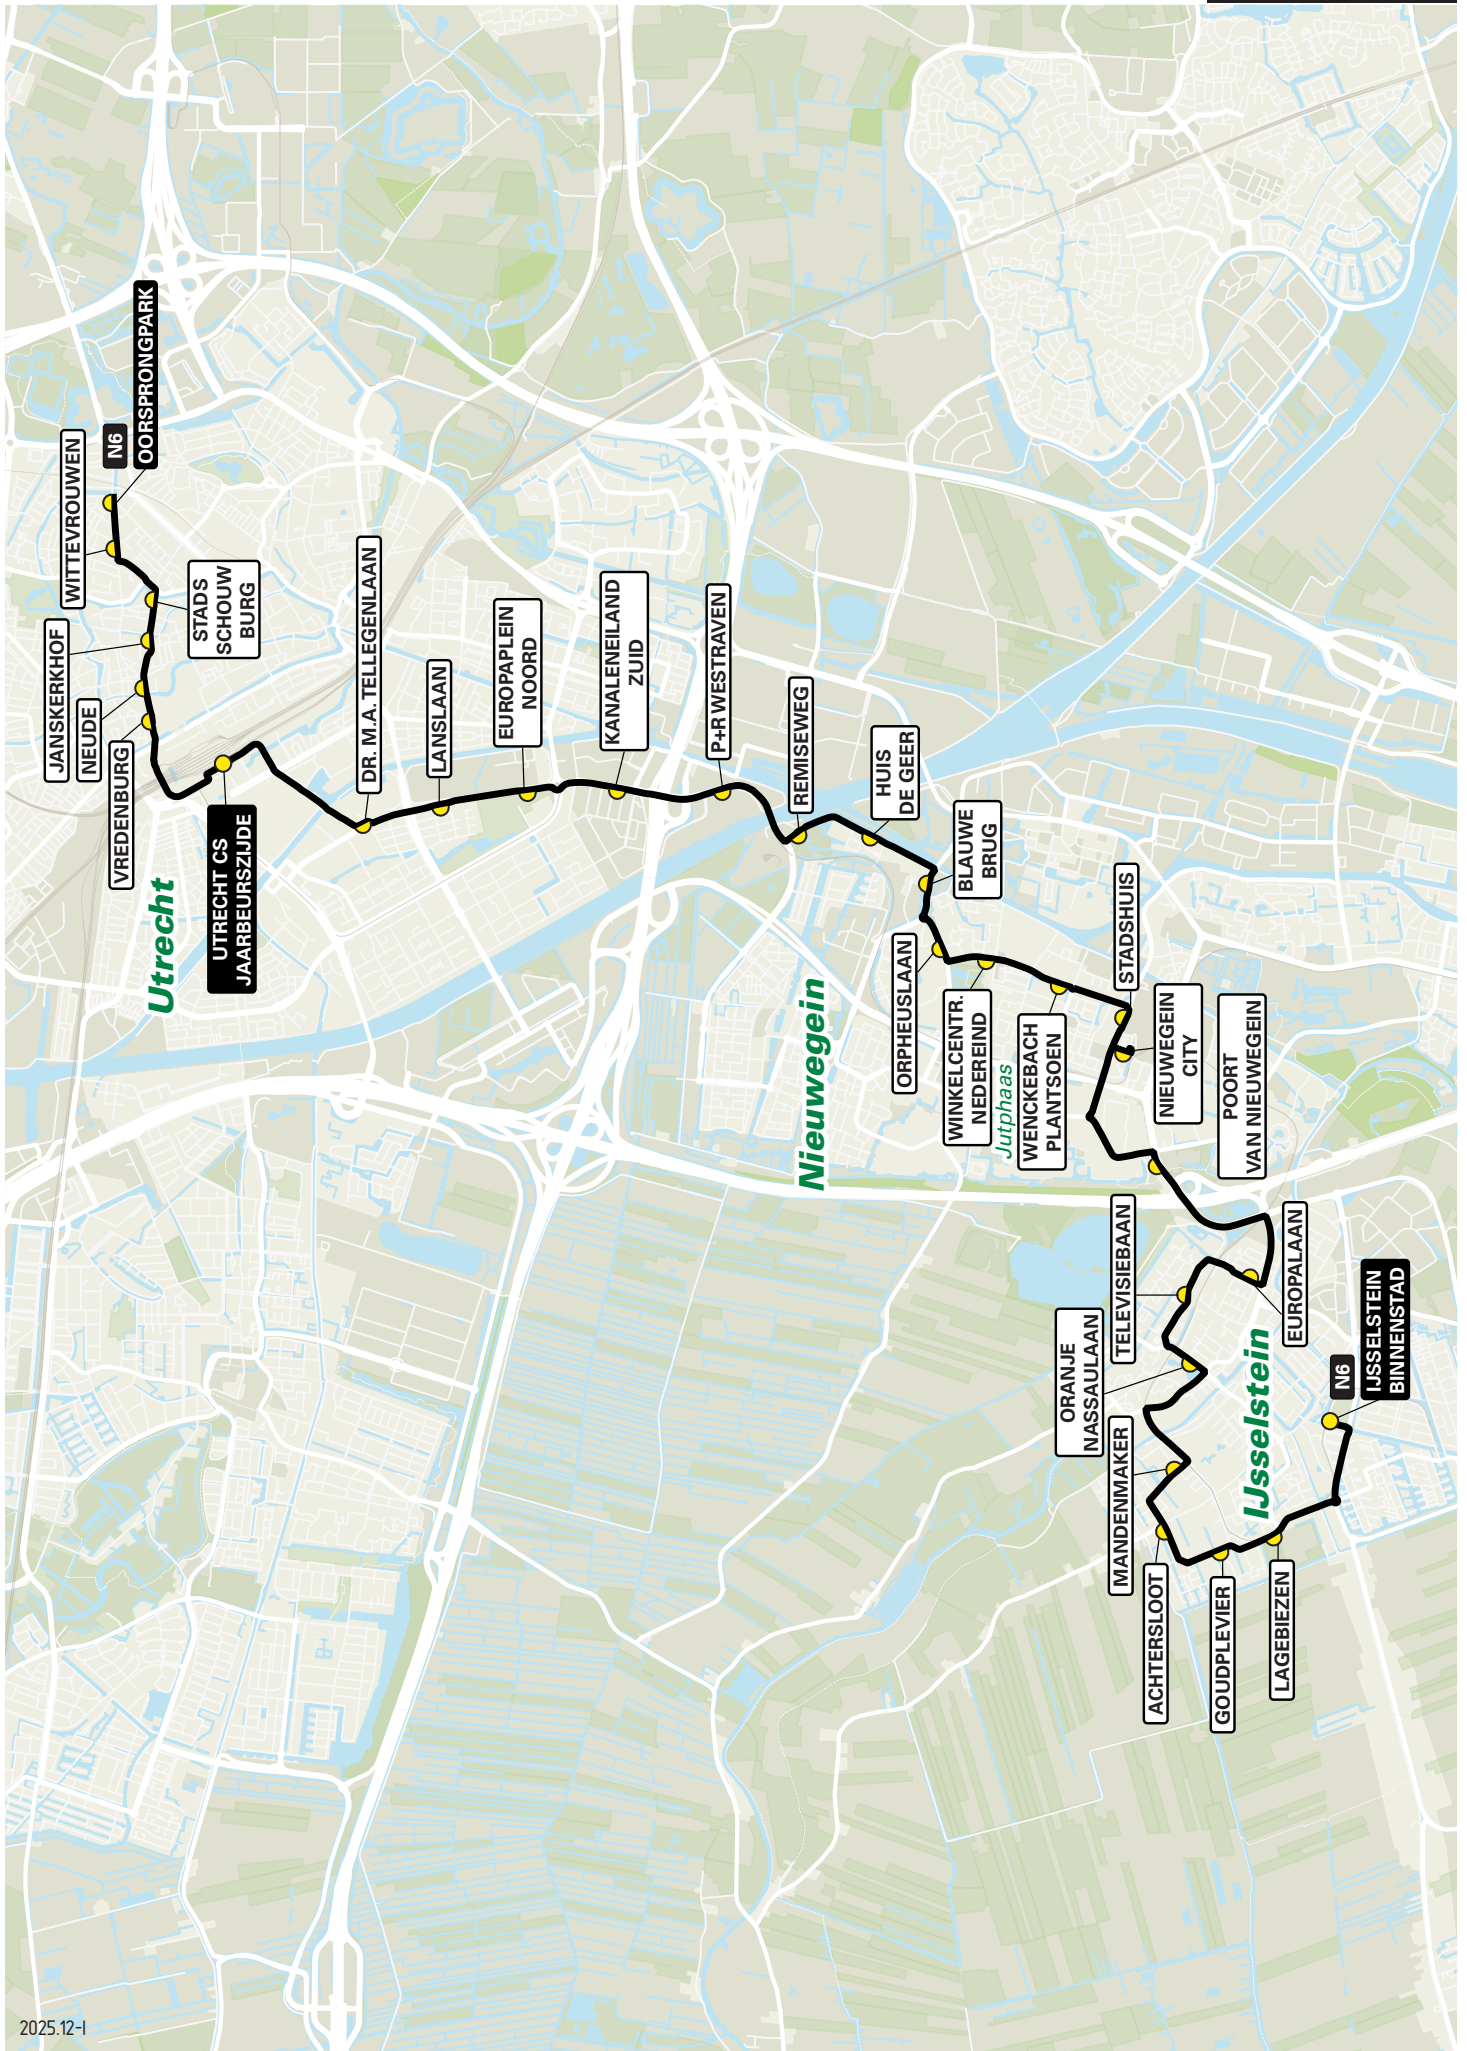 WITTEVROUWEN
N6
OORSPRONGPARK
JANSKERKHOF
NEUDE
STADS
SCHOUW
BURG
VREDENBURG
Utrecht
UTRECHT CS
JAARBEURSZIJDE
DR. M.A. TELLEGENLAAN
LANSLAAN
EUROPAPLEIN
NOORD
KANALENEILAND
ZUID
P+R WESTRAVEN
REMISEWEG
HUIS
DE GEER
BLAUWE
BRUG
Nieuwegein
ORPHEUSLAAN
WINKELCENTR.
NEDEREIND
Jutphaas
WENCKEBACH
PLANTSOEN
STADSHUIS
NIEUWEGEIN
CITY
POORT
VAN NIEUWEGEIN
EUROPALAAN
TELEVISIEBAAN
ORANJE
NASSAULAAN
MANDENMAKER
ACHTERSLOOT
GOUDPLEVIER
LAGEBIEZEN
IJsselstein
N6
IJSSELSTEIN
BINNENSTAD
2025.12-I